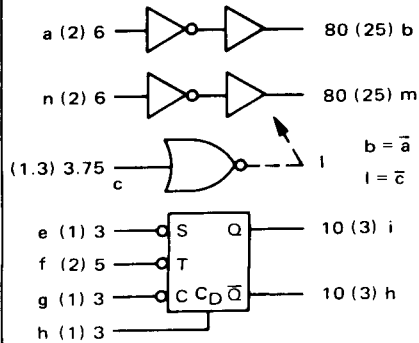 a (2) 6 80 (25) b
n (2) 6 80 (25) m
(1.3) 3.75 c l b = a̅
l = c̅
e (1) 3 S Q 10 (3) i
f (2) 5 T
g (1) 3 C C_D Q̅ 10 (3) h
h (1) 3